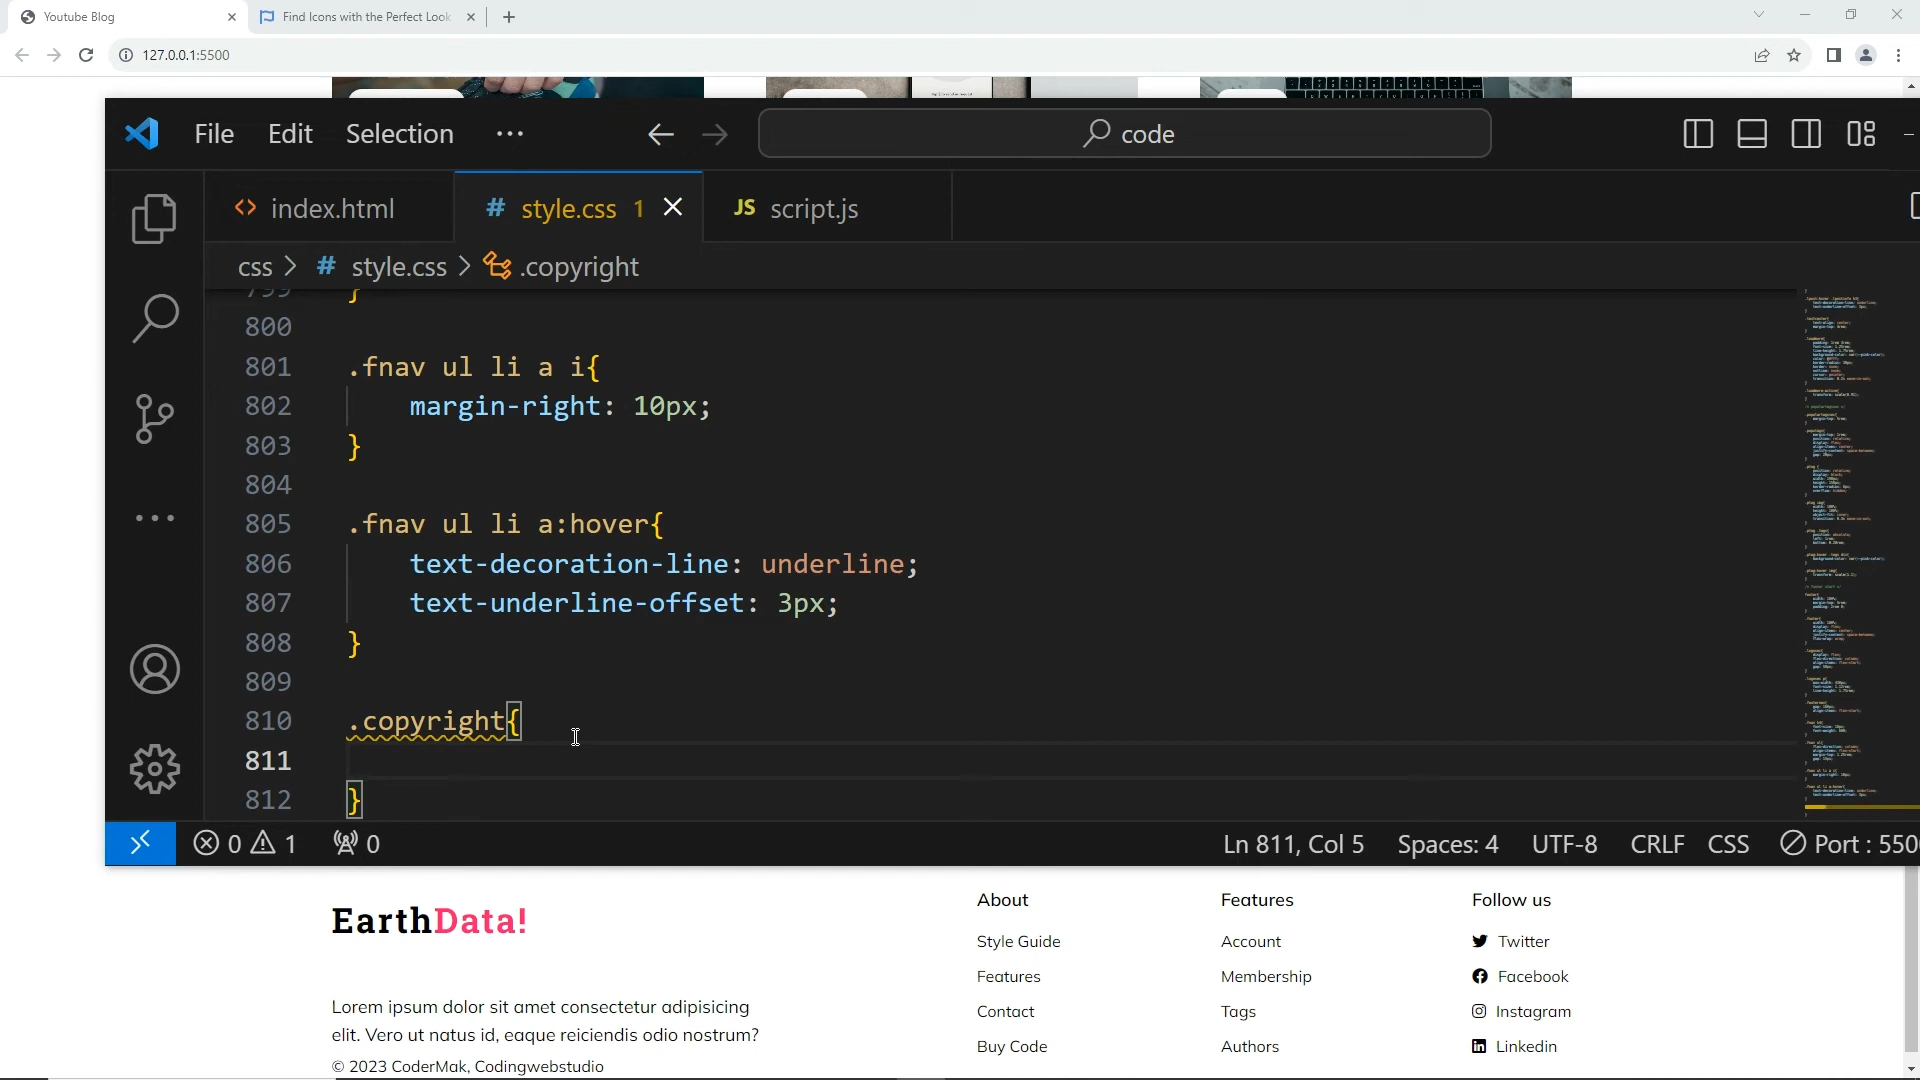 Youtube Blog
Find Icons with the Perfect Look
127.0.0.1:5500
File Edit Selection ···
code
index.html
# style.css 1
JS script.js
css > # style.css > .copyright
799 }
800
801 .fnav ul li a i{
802 margin-right: 10px;
803 }
804
805 .fnav ul li a:hover{
806 text-decoration-line: underline;
807 text-underline-offset: 3px;
808 }
809
810 .copyright{
811
812 }
0 1 0
Ln 811, Col 5 Spaces: 4 UTF-8 CRLF CSS Port : 550
EarthData!
Lorem ipsum dolor sit amet consectetur adipisicing
elit. Vero ut natus id, eaque reiciendis odio nostrum?
© 2023 CoderMak, Codingwebstudio
About
Style Guide
Features
Contact
Buy Code
Features
Account
Membership
Tags
Authors
Follow us
Twitter
Facebook
Instagram
Linkedin